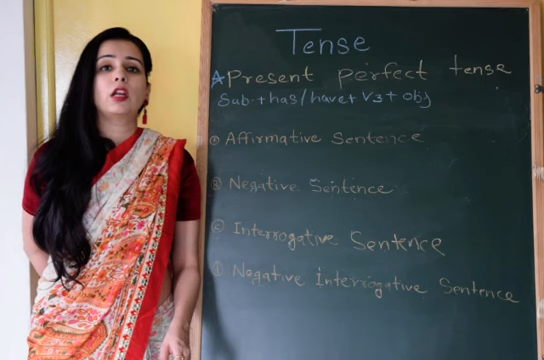 Tense
A Present perfect tense
Sub + has/have + V3 + obj
Ⓐ Affirmative Sentence
Ⓑ Negative Sentence
Ⓒ Interrogative Sentence
Ⓓ Negative interrogative Sentence